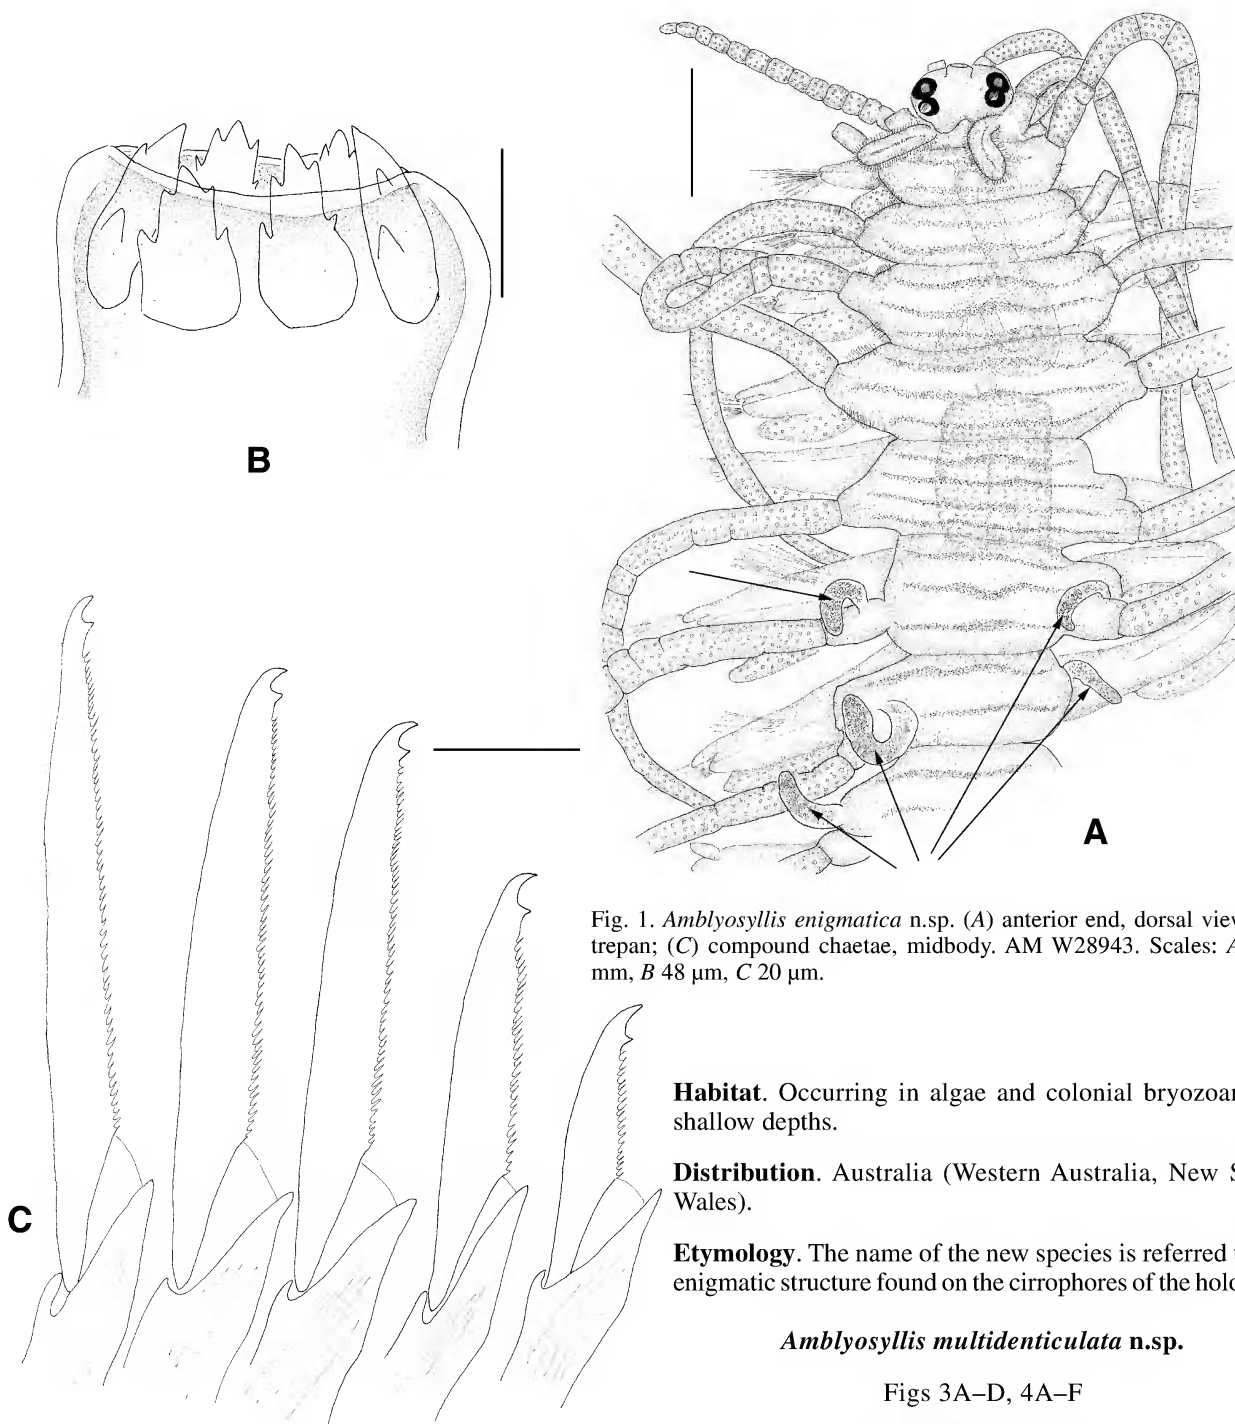 B
A
C
Fig. 1. Amblyosyllis enigmatica n.sp. (A) anterior end, dorsal view
trepan; (C) compound chaetae, midbody. AM W28943. Scales: A
mm, B 48 µm, C 20 µm.
Habitat. Occurring in algae and colonial bryozoan
shallow depths.
Distribution. Australia (Western Australia, New S
Wales).
Etymology. The name of the new species is referred
enigmatic structure found on the cirrophores of the holo
Amblyosyllis multidenticulata n.sp.
Figs 3A–D, 4A–F